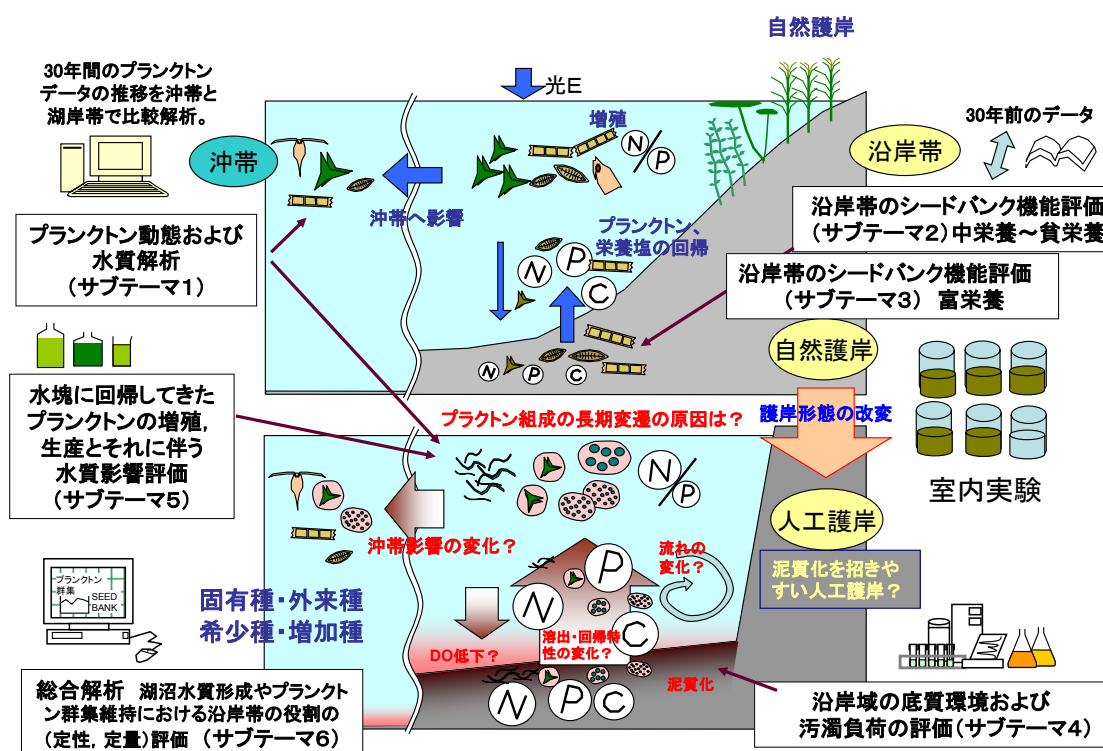 自然護岸
30年間のプランクトン
データの推移を沖帯と
湖岸帯で比較解析。
光E
沖帯
増殖
N/P
沿岸帯
30年前のデータ
沖帯へ影響
プランクトン、
栄養塩の回帰
N
P
C
プランクトン動態および
水質解析
(サブテーマ1)
沿岸帯のシードバンク機能評価
(サブテーマ2)中栄養～貧栄養
沿岸帯のシードバンク機能評価
(サブテーマ3) 富栄養
自然護岸
N
P
C
水塊に回帰してきた
プランクトンの増殖,
生産とそれに伴う
水質影響評価
(サブテーマ5)
プラクトン組成の長期変遷の原因は?
護岸形態の改変
N/P
室内実験
人工護岸
沖帯影響の変化?
流れの
変化?
泥質化を招きや
すい人工護岸?
プランクトン
群集
SEED
BANK
固有種・外来種
希少種・増加種
P
N
C
溶出・回帰特
性の変化?
DO低下?
泥質化
N
P
C
総合解析 湖沼水質形成やプランクト
ン群集維持における沿岸帯の役割の
(定性, 定量)評価 (サブテーマ6)
沿岸域の底質環境および
汚濁負荷の評価(サブテーマ4)